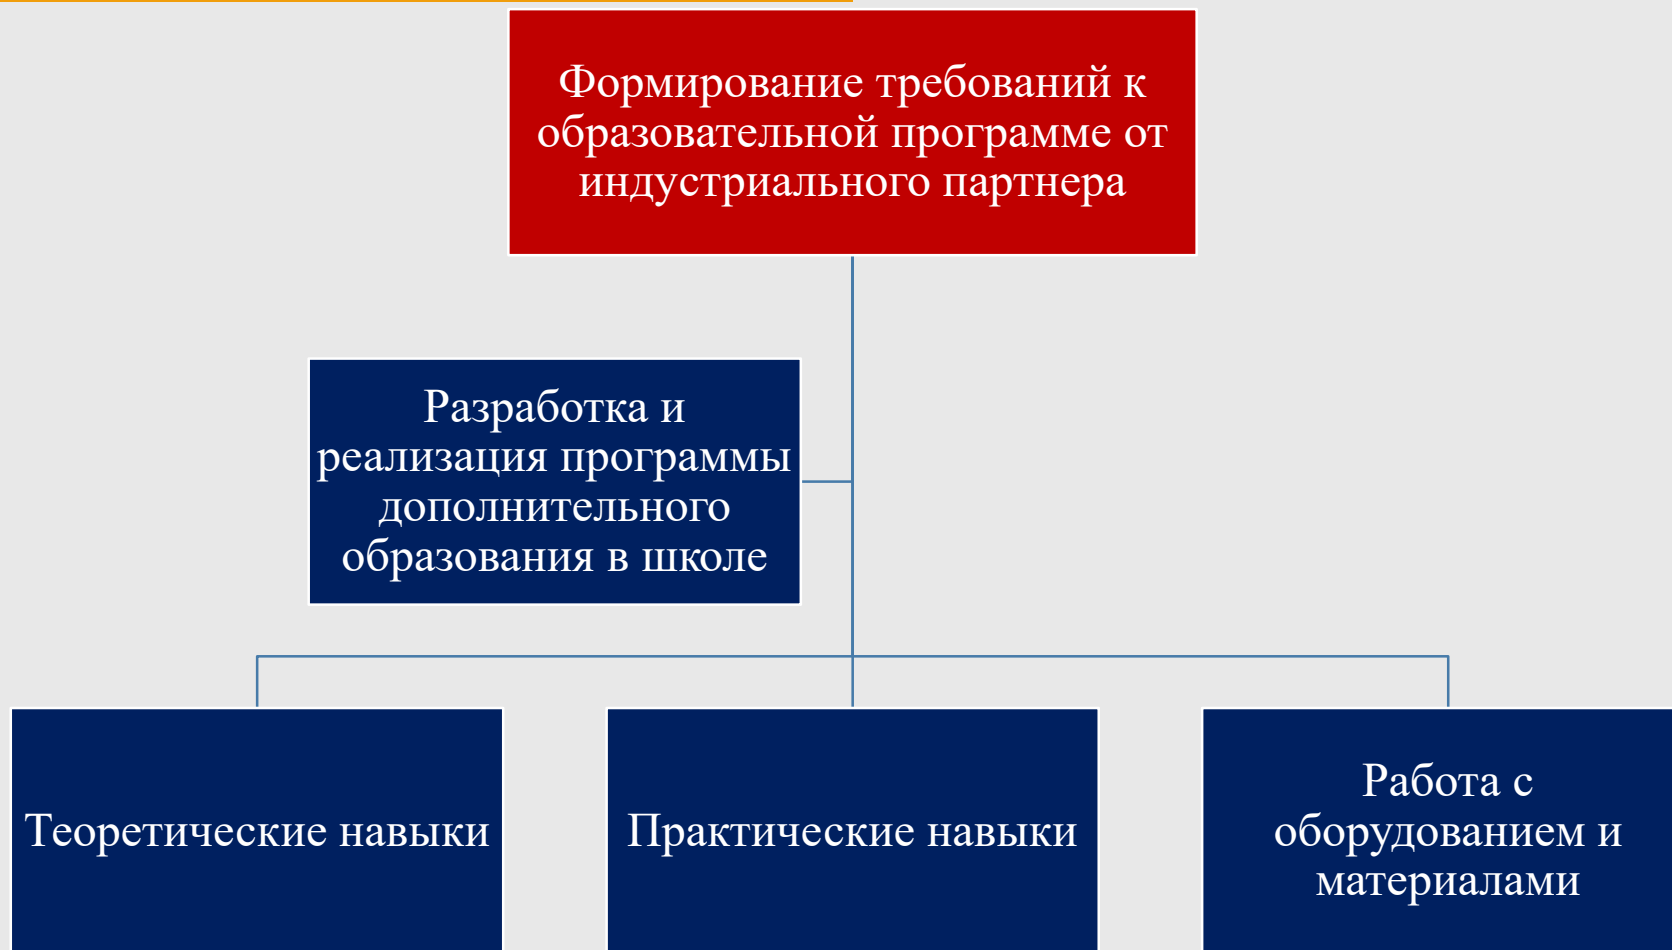 Формирование требований к
образовательной программе от
индустриального партнера
Разработка и
реализация программы
дополнительного
образования в школе
Теоретические навыки
Практические навыки
Работа с
оборудованием и
материалами